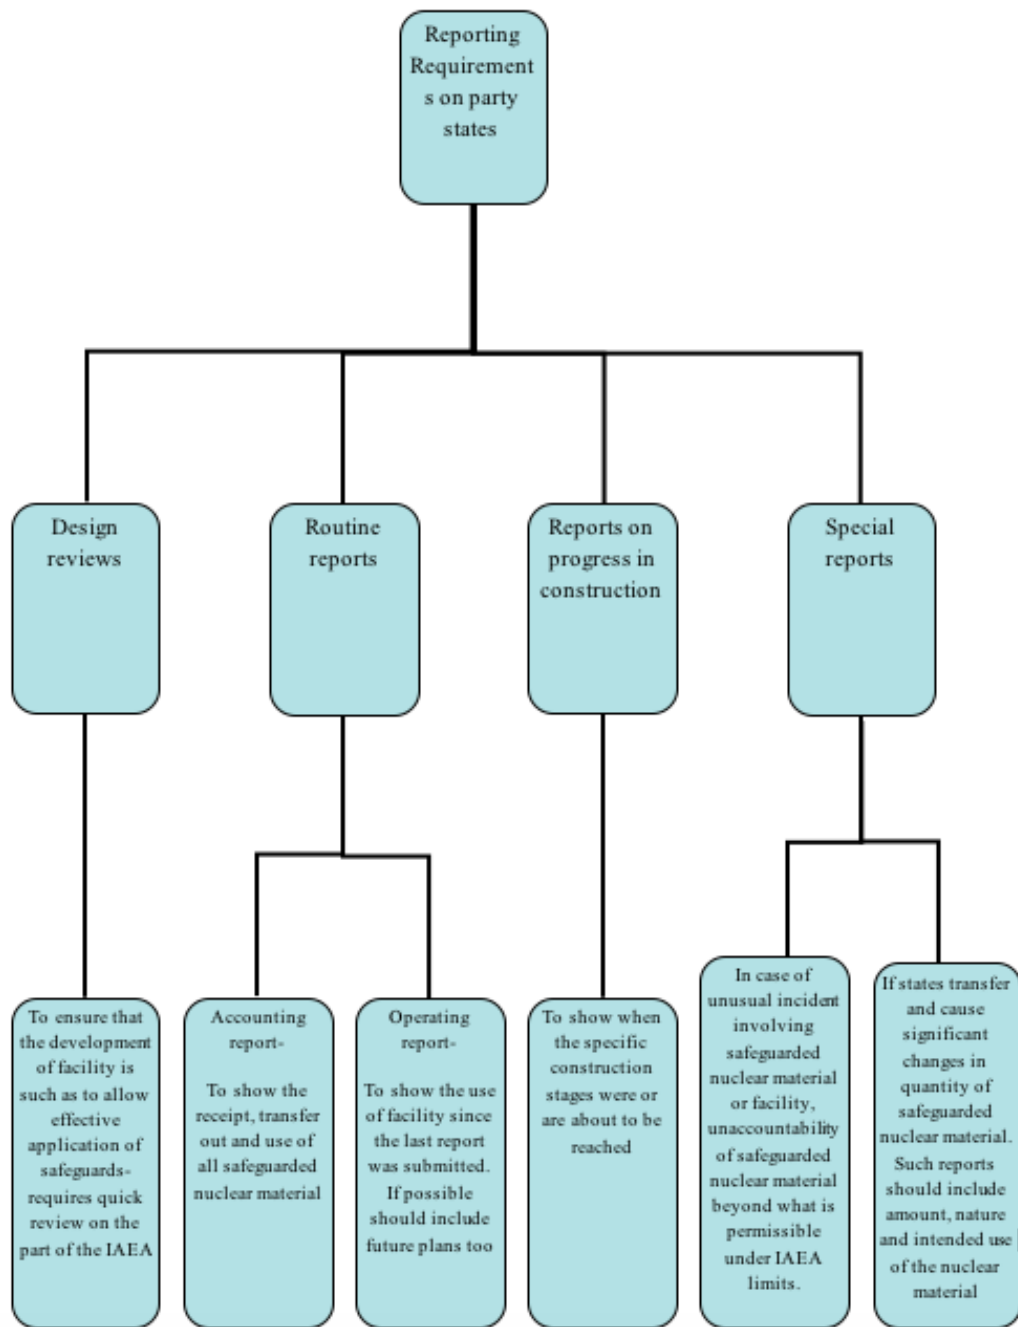 Reporting
Requirement
s on party
states
Design
reviews
Routine
reports
Reports on
progress in
construction
Special
reports
To ensure that
the development
of facility is
such as to allow
effective
application of
safeguards-
requires quick
review on the
part of the IAEA
Accounting
report-
To show the
receipt, transfer
out and use of
all safeguarded
nuclear material
Operating
report-
To show the use
of facility since
the last report
was submitted.
If possible
should include
future plans too
To show when
the specific
construction
stages were or
are about to be
reached
In case of
unusual incident
involving
safeguarded
nuclear material
or facility,
unaccountability
of safeguarded
nuclear material
beyond what is
permissible
under IAEA
limits.
If states transfer
and cause
significant
changes in
quantity of
safeguarded
nuclear material.
Such reports
should include
amount, nature
and intended use
of the nuclear
material